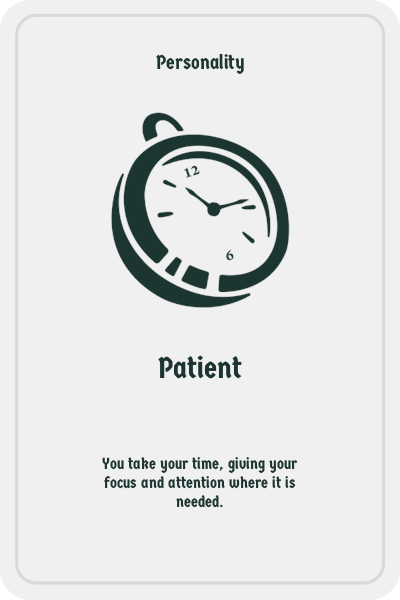 Personality
12
6
Patient
You take your time, giving your
focus and attention where it is
needed.